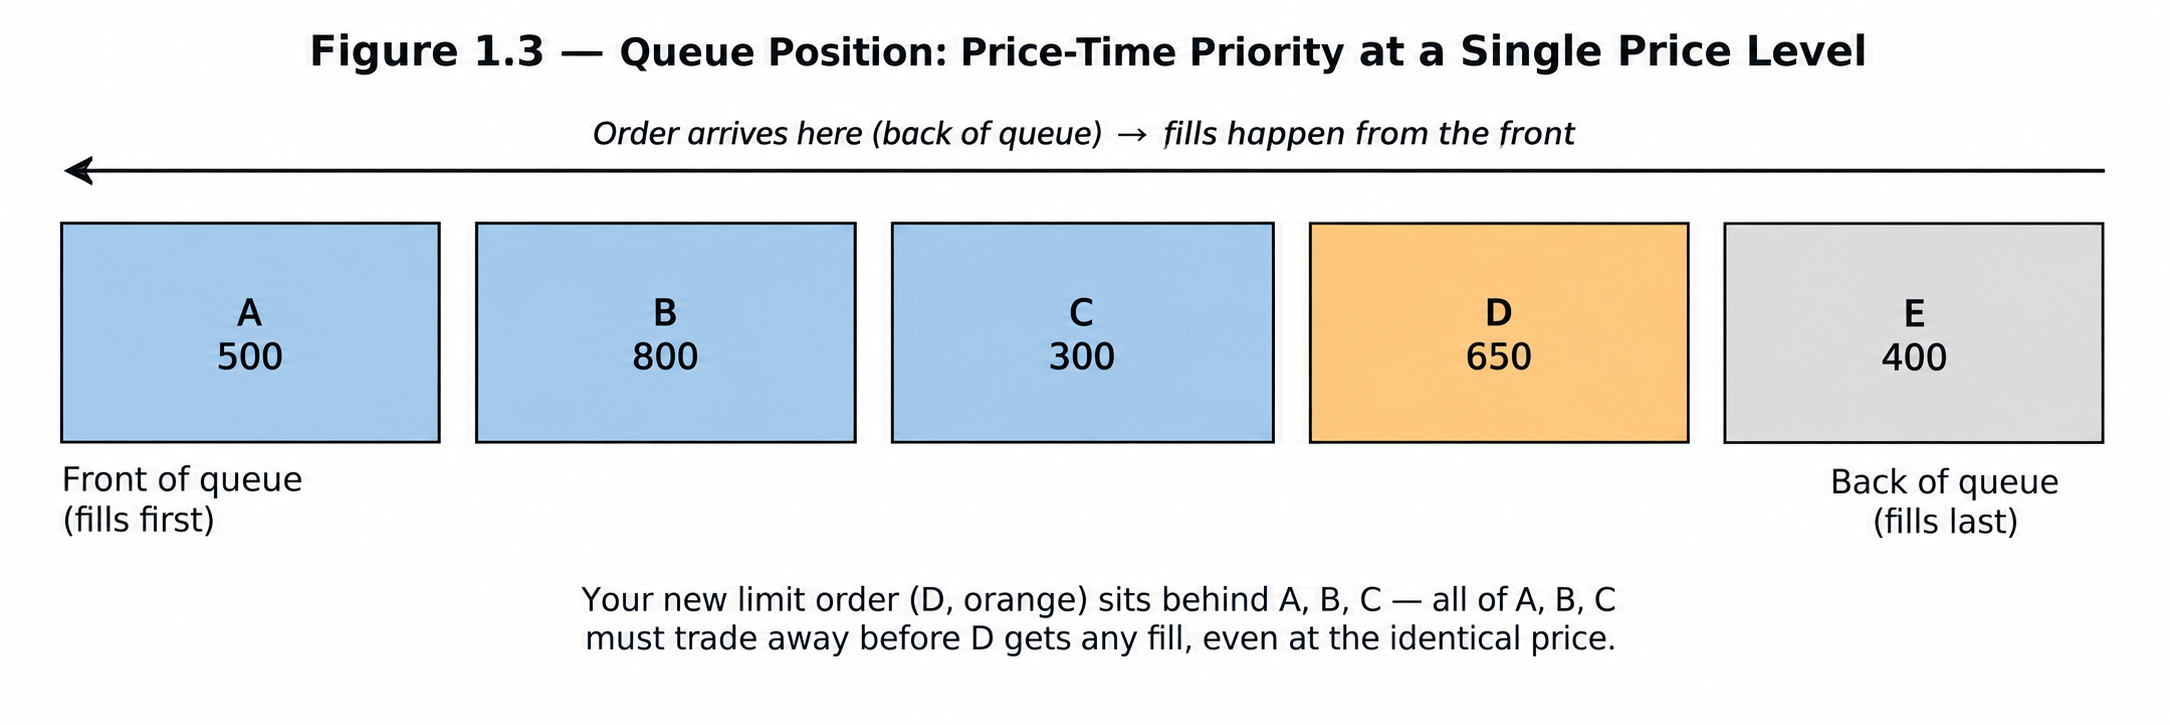 Figure 1.3 — Queue Position: Price-Time Priority at a Single Price Level
Order arrives here (back of queue) → fills happen from the front
A
500
B
800
C
300
D
650
E
400
Front of queue
(fills first)
Back of queue
(fills last)
Your new limit order (D, orange) sits behind A, B, C — all of A, B, C
must trade away before D gets any fill, even at the identical price.